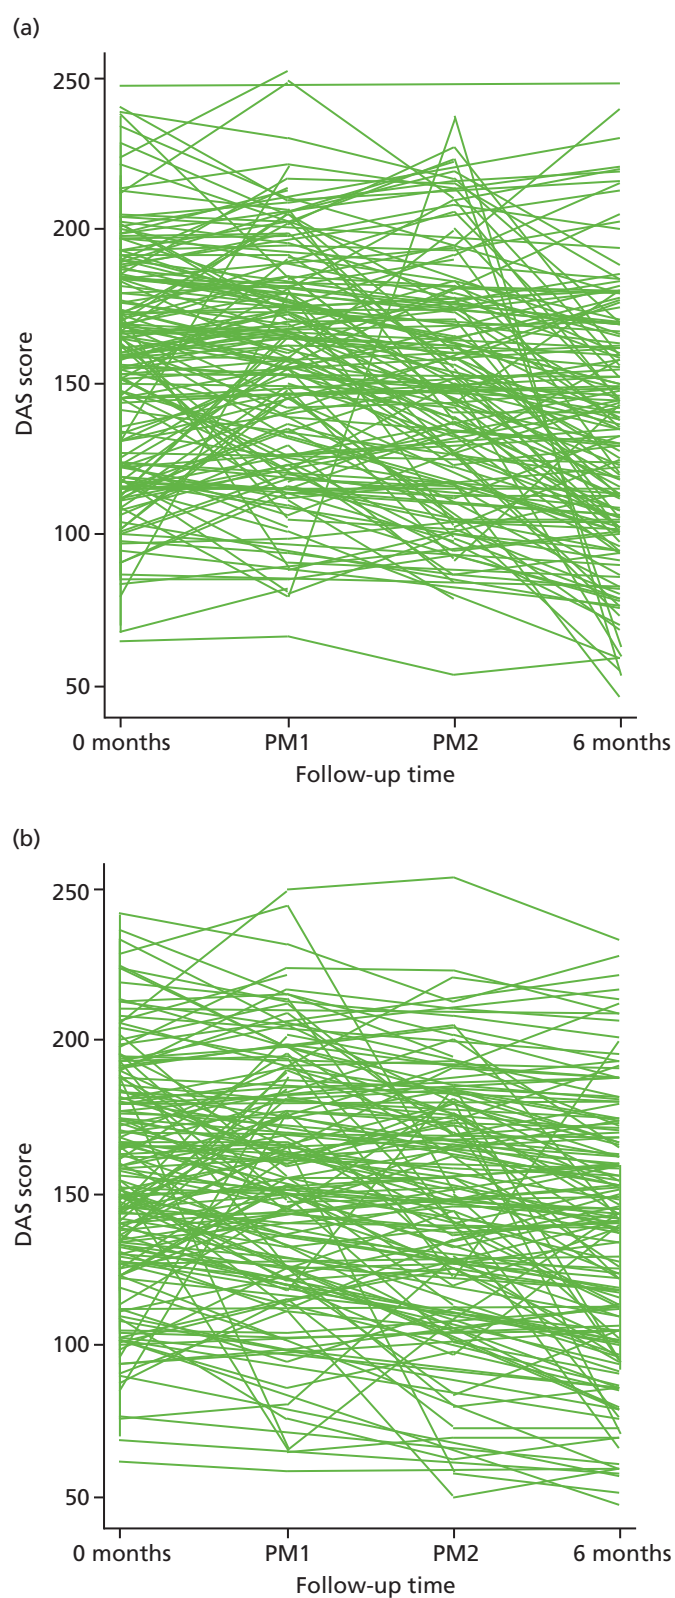 (a)
250
200
150
100
50
DAS score
0 months PM1 PM2 6 months
Follow-up time
(b)
250
200
150
100
50
DAS score
0 months PM1 PM2 6 months
Follow-up time